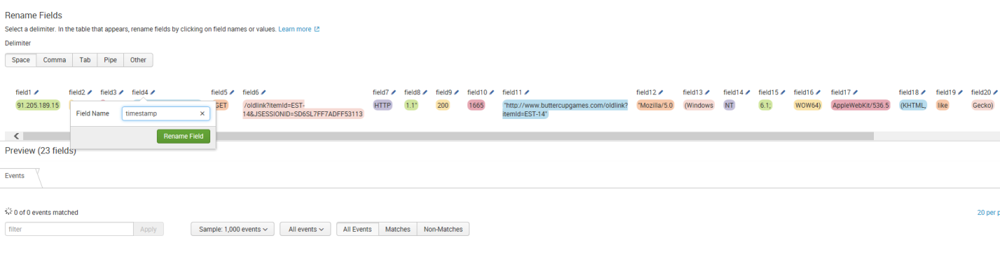 Rename Fields
Select a delimiter. In the table that appears, rename fields by clicking on field names or values. Learn more
Delimiter
Space Comma Tab Pipe Other
field1 field2 field3 field4 field5 field6 field7 field8 field9 field10 field11 field12 field13 field14 field15 field16 field17 field18 field19 field20
91.205.189.15 GET /oldlink?itemId=EST- HTTP 1.1" 200 1665 "http://www.buttercupgames.com/oldlink? "Mozilla/5.0 (Windows NT 6.1; WOW64) AppleWebKit/536.5 (KHTML, like Gecko)
14&JSESSIONID=SD6SL7FF7ADFF53113 itemId=EST-14"
Field Name timestamp
Rename Field
Preview (23 fields)
Events
0 of 0 events matched
20 per p
filter Apply Sample: 1,000 events All events All Events Matches Non-Matches